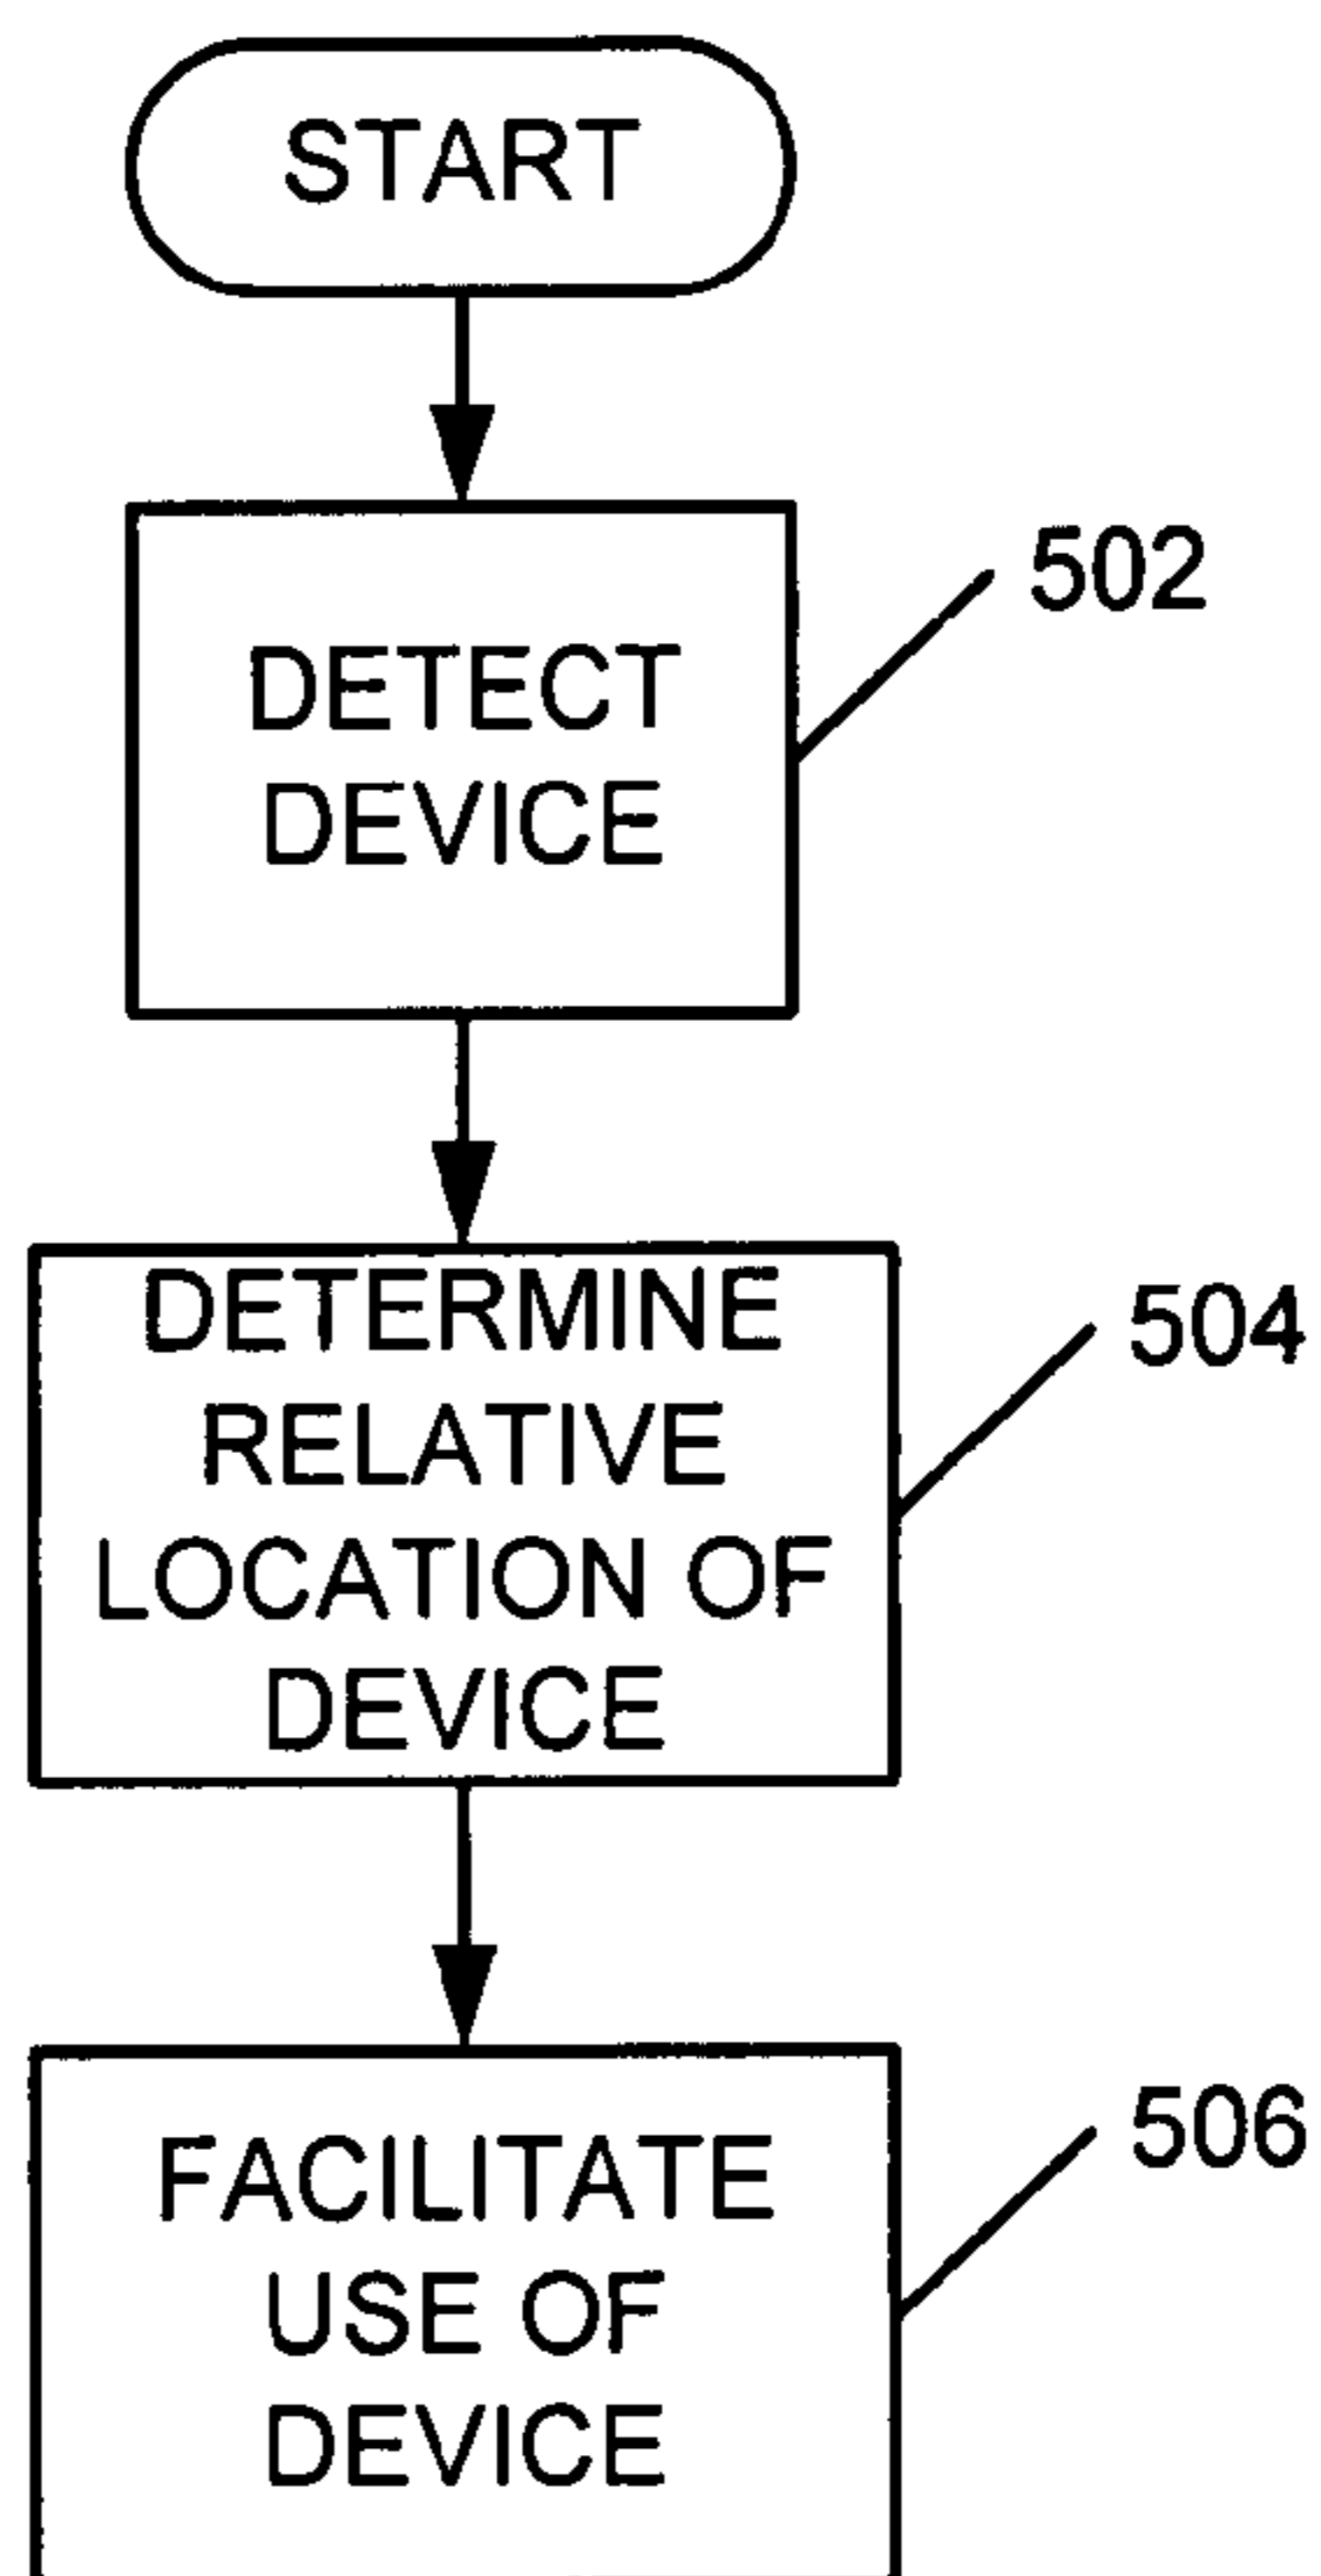 START
502
DETECT
DEVICE
504
DETERMINE
RELATIVE
LOCATION OF
DEVICE
506
FACILITATE
USE OF
DEVICE